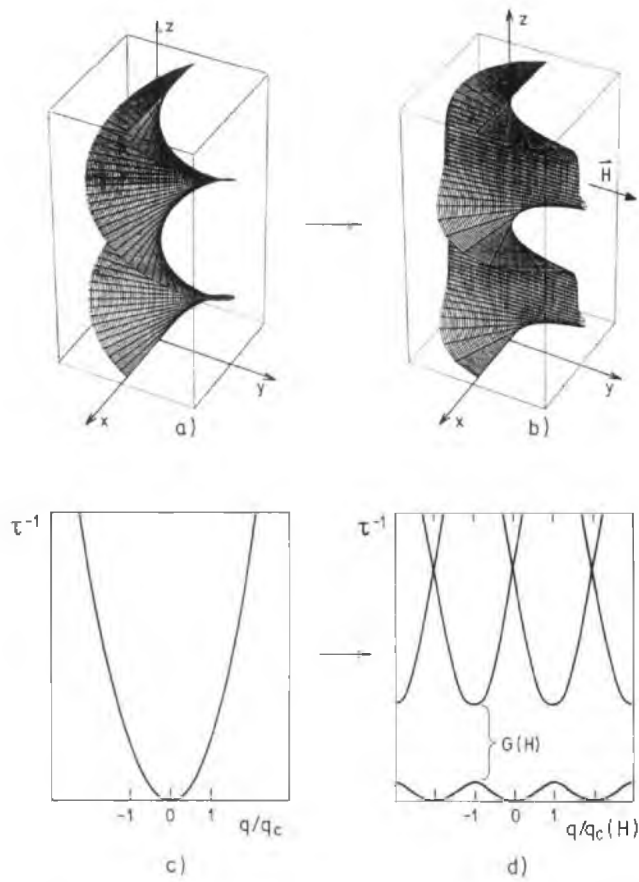 z
y
x
a)
z
H
y
x
b)
τ⁻¹
-1 0 1
q/q_c
c)
τ⁻¹
G(H)
-1 0 1
q/q_c(H)
d)